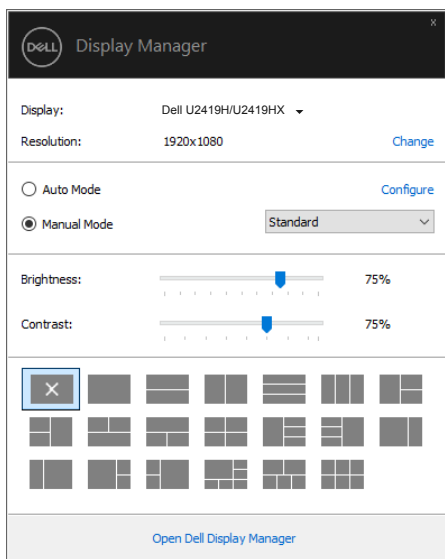 x
DELL Display Manager
Display: Dell U2419H/U2419HX
Resolution: 1920x1080 Change
Auto Mode Configure
Manual Mode Standard
Brightness: 75%
Contrast: 75%
Open Dell Display Manager